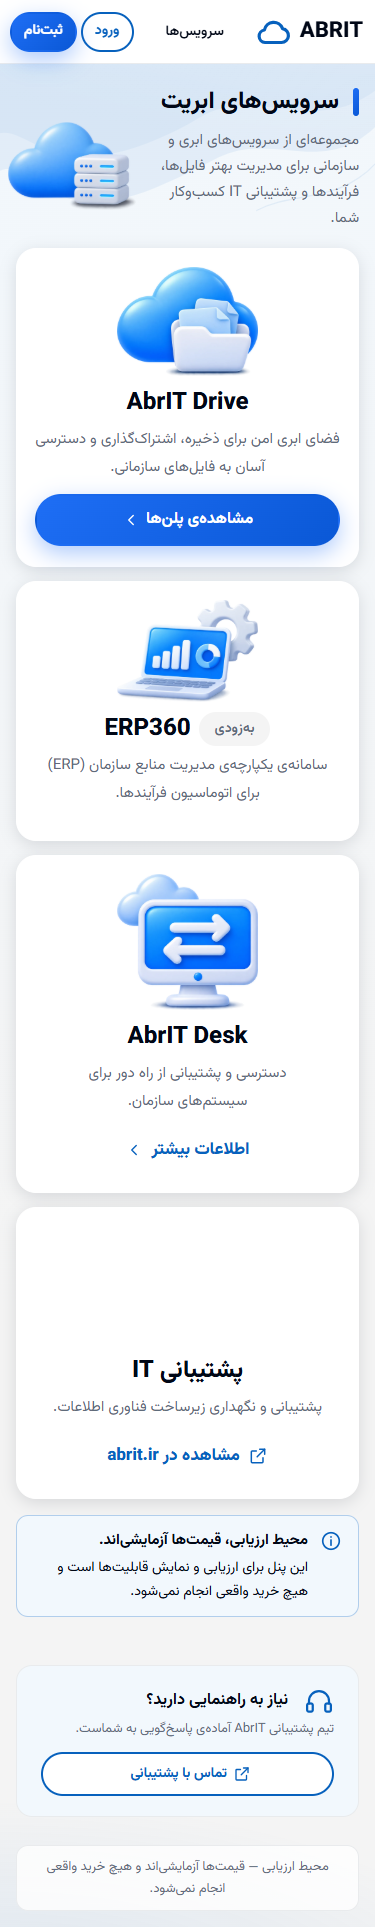 ABRIT
سرویس‌ها
ورود
ثبت‌نام
سرویس‌های ابریت
مجموعه‌ای از سرویس‌های ابری و
سازمانی برای مدیریت بهتر فایل‌ها،
فرآیندها و پشتیبانی IT کسب‌وکار
شما.
AbrIT Drive
فضای ابری امن برای ذخیره، اشتراک‌گذاری و دسترسی
آسان به فایل‌های سازمانی.
مشاهده‌ی پلن‌ها
ERP360
به‌زودی
سامانه‌ی یکپارچه‌ی مدیریت منابع سازمان (ERP)
برای اتوماسیون فرآیندها.
AbrIT Desk
دسترسی و پشتیبانی از راه دور برای
سیستم‌های سازمان.
اطلاعات بیشتر
پشتیبانی IT
پشتیبانی و نگهداری زیرساخت فناوری اطلاعات.
مشاهده در abrit.ir
محیط ارزیابی، قیمت‌ها آزمایشی‌اند.
این پنل برای ارزیابی و نمایش قابلیت‌ها است و
هیچ خرید واقعی انجام نمی‌شود.
نیاز به راهنمایی دارید؟
تیم پشتیبانی AbrIT آماده‌ی پاسخ‌گویی به شماست.
تماس با پشتیبانی
محیط ارزیابی — قیمت‌ها آزمایشی‌اند و هیچ خرید واقعی
انجام نمی‌شود.